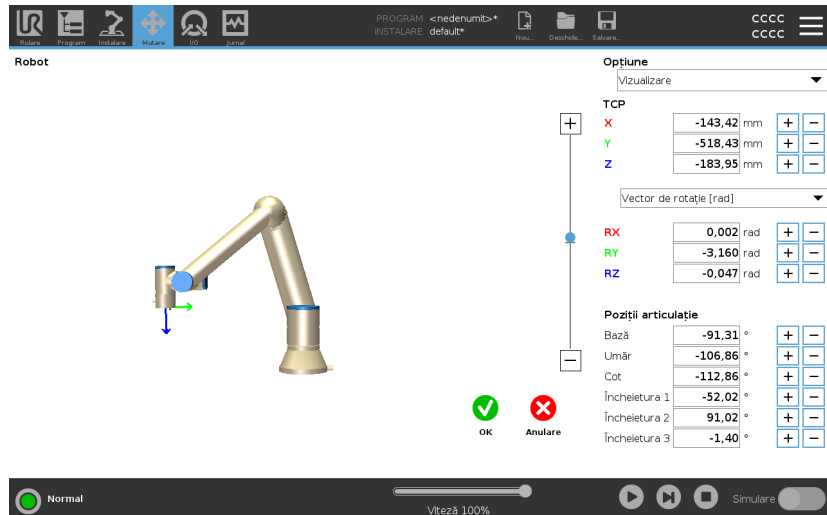 UR
PROGRAM <nedenumit>*
INSTALARE default*
cccc
cccc
Rulare Program Instalare Mutare I/O Jurnal Nou... Deschide... Salvare...
Robot
Opțiune
Vizualizare
TCP
X -143,42 mm + −
Y -518,43 mm + −
Z -183,95 mm + −
Vector de rotație [rad]
RX 0,002 rad + −
RY -3,160 rad + −
RZ -0,047 rad + −
Poziții articulație
Bază -91,31 ° + −
Umăr -106,86 ° + −
Cot -112,86 ° + −
Încheietura 1 -52,02 ° + −
Încheietura 2 91,02 ° + −
Încheietura 3 -1,40 ° + −
OK Anulare
Normal
Viteză 100%
Simulare